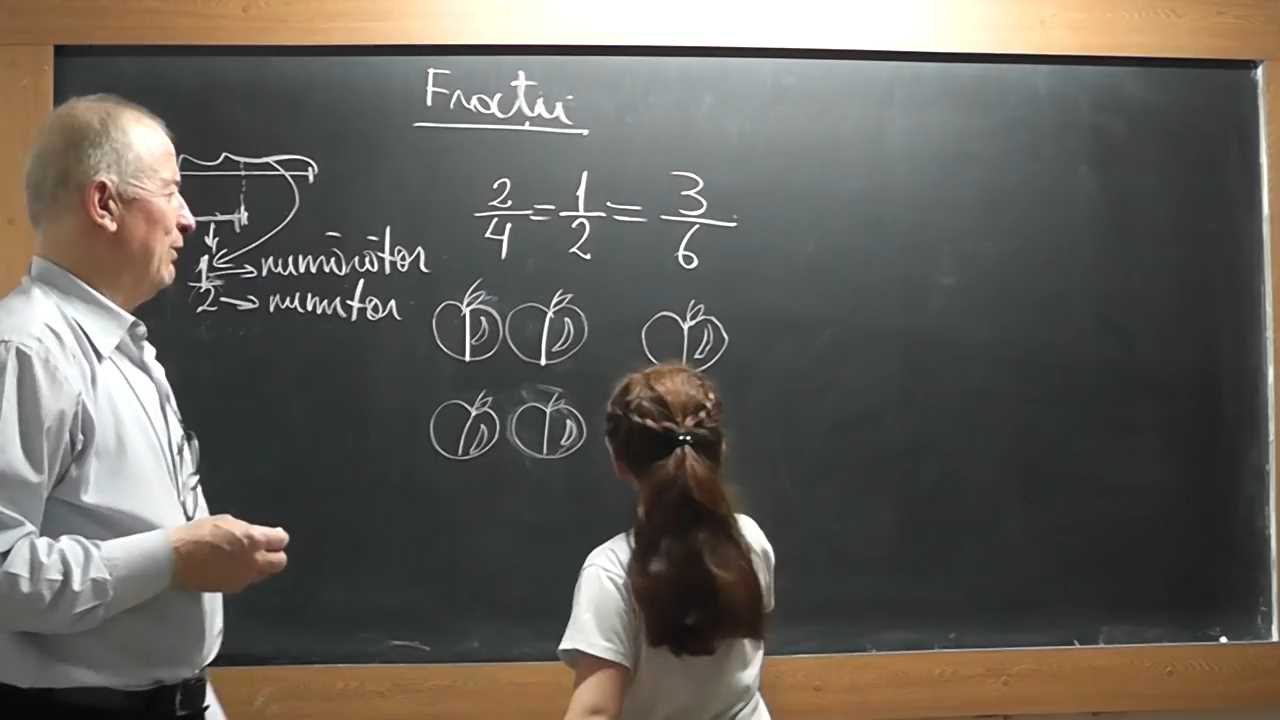 Fracții
2/4 = 1/2 = 3/6
1 → numărător
2 → numitor